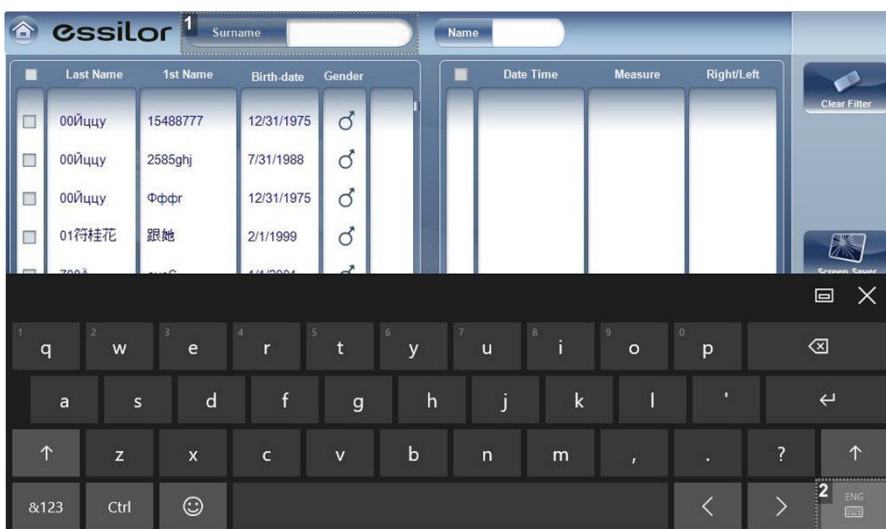 essilor 1 Surname Name
Last Name 1st Name Birth-date Gender Date Time Measure Right/Left
Clear Filter
00Йццу 15488777 12/31/1975
00Йццу 2585ghj 7/31/1988
00Йццу Фффг 12/31/1975
01符桂花 跟她 2/1/1999
Screen Saver
1 2 3 4 5 6 7 8 9 0
q w e r t y u i o p
a s d f g h j k l '
z x c v b n m , . ?
&123 Ctrl < > 2 ENG